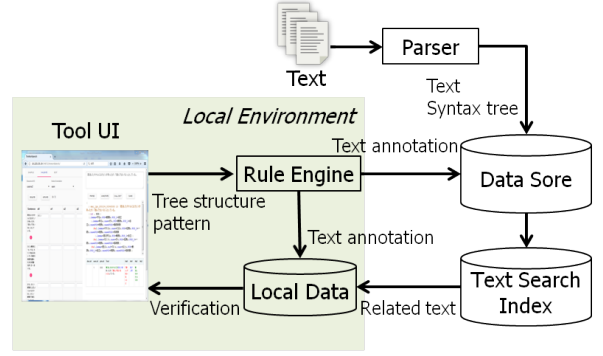 Text
Parser
Text
Syntax tree
Local Environment
Tool UI
Text annotation
Rule Engine
Data Sore
Tree structure
pattern
Text annotation
Local Data
Text Search
Index
Verification
Related text